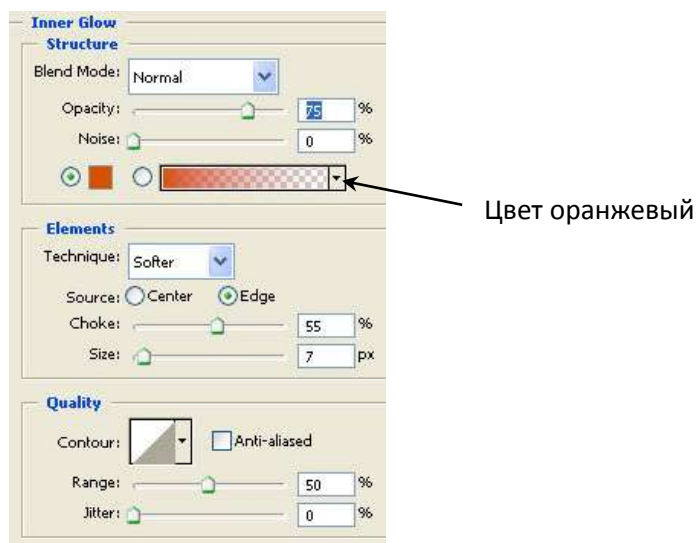 Inner Glow
Structure
Blend Mode: Normal
Opacity: 75 %
Noise: 0 %
Цвет оранжевый
Elements
Technique: Softer
Source: Center Edge
Choke: 55 %
Size: 7 px
Quality
Contour: Anti-aliased
Range: 50 %
Jitter: 0 %